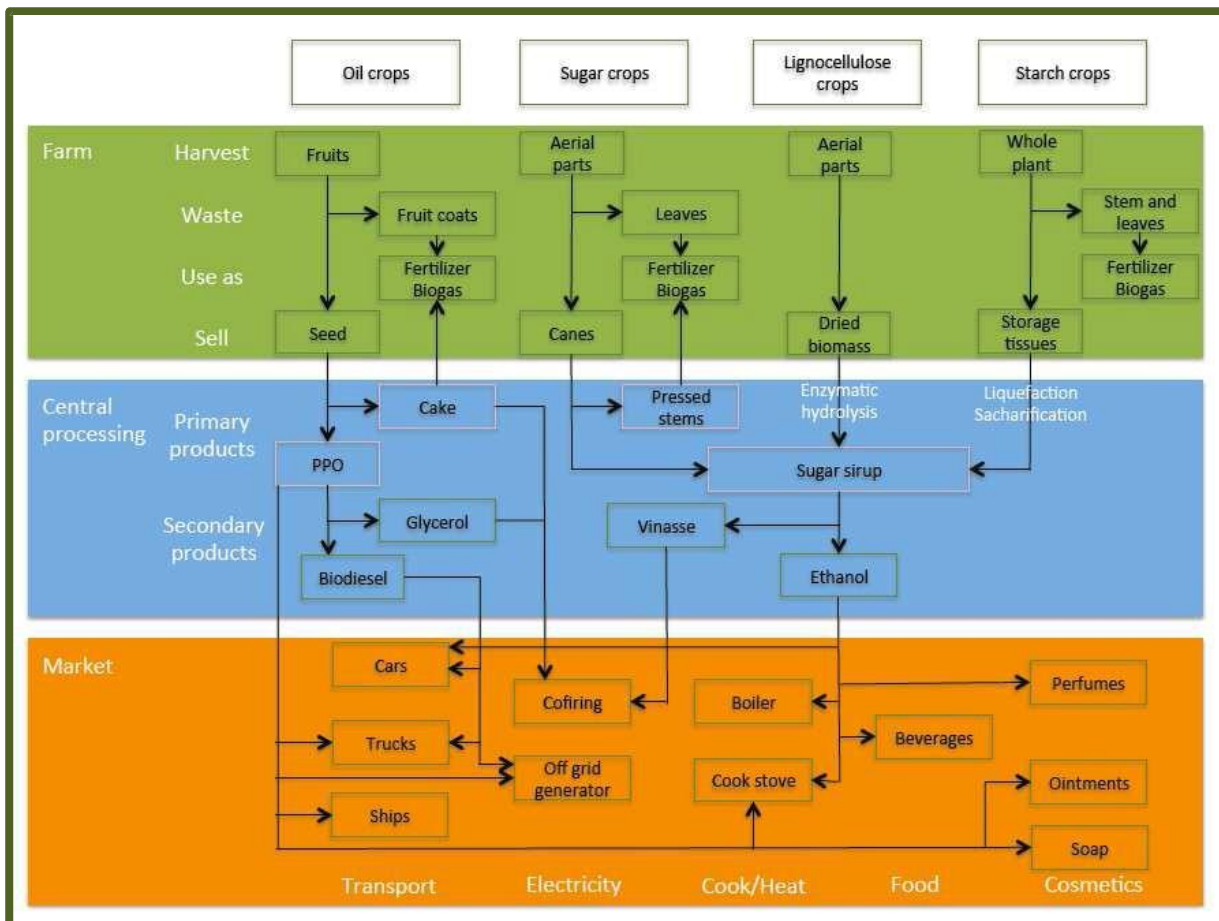 Oil crops
Sugar crops
Lignocellulose
crops
Starch crops
Farm
Harvest
Fruits
Aerial
parts
Aerial
parts
Whole
plant
Waste
Fruit coats
Leaves
Stem and
leaves
Use as
Fertilizer
Biogas
Fertilizer
Biogas
Fertilizer
Biogas
Sell
Seed
Canes
Dried
biomass
Storage
tissues
Central
processing
Primary
products
Cake
Pressed
stems
Enzymatic
hydrolysis
Liquefaction
Sacharification
PPO
Sugar sirup
Secondary
products
Glycerol
Vinasse
Biodiesel
Ethanol
Market
Cars
Cofiring
Boiler
Perfumes
Trucks
Beverages
Off grid
generator
Cook stove
Ointments
Ships
Soap
Transport
Electricity
Cook/Heat
Food
Cosmetics